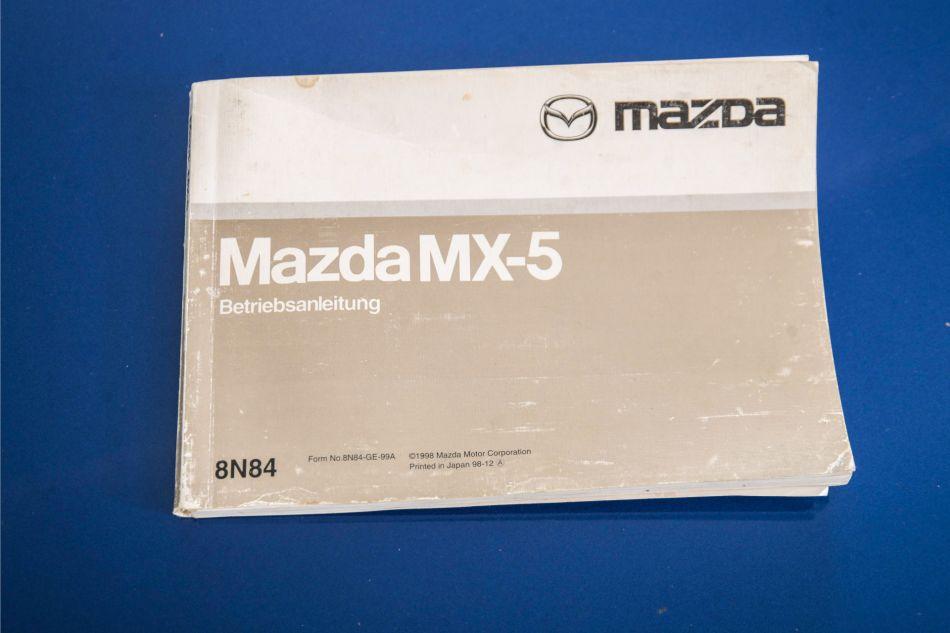 mazda
Mazda MX-5
Betriebsanleitung
8N84
Form No.8N84-GE-99A
©1998 Mazda Motor Corporation
Printed in Japan 98-12 A